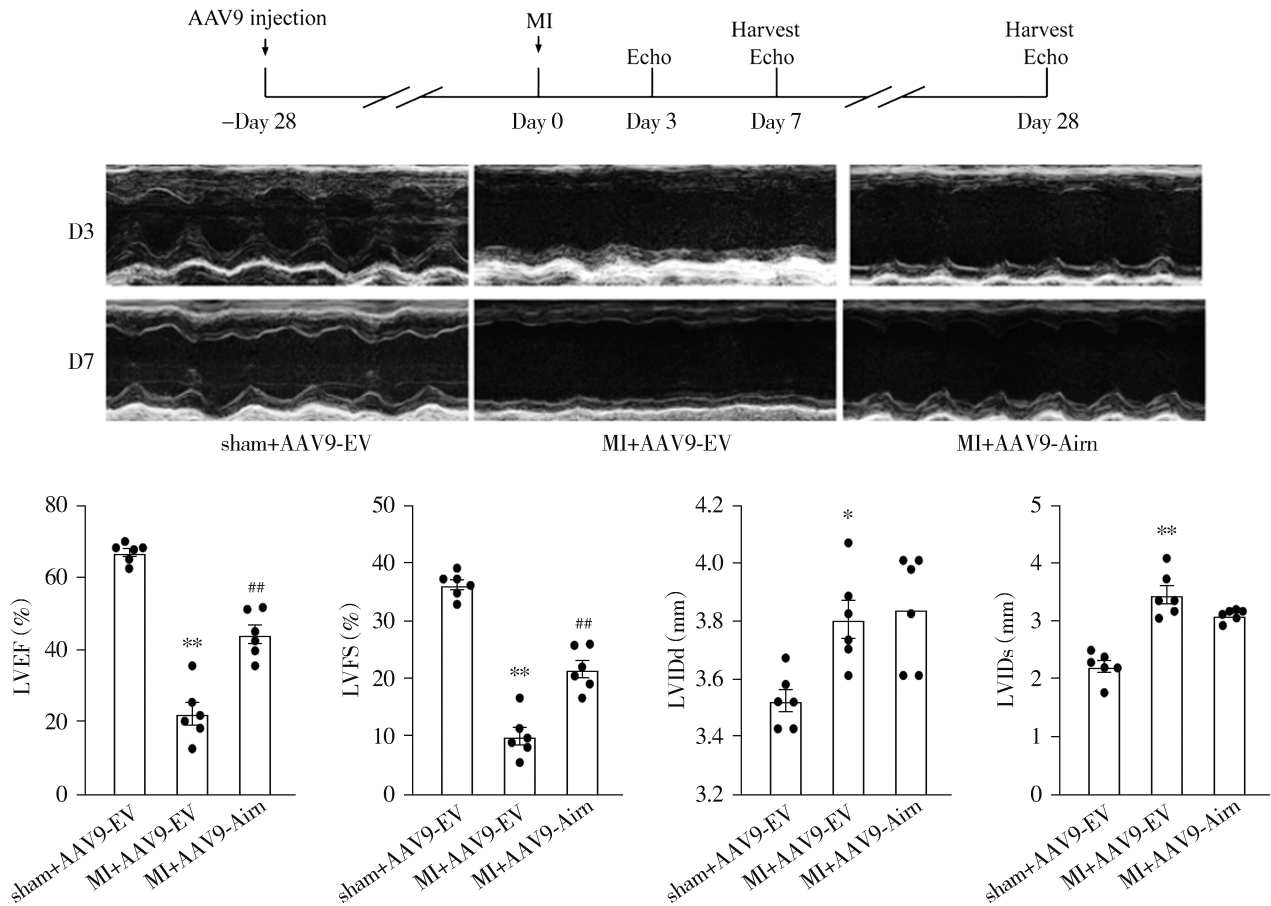 AAV9 injection
MI
Echo
Harvest
Echo
Harvest
Echo
−Day 28
Day 0
Day 3
Day 7
Day 28
D3
D7
sham+AAV9-EV
MI+AAV9-EV
MI+AAV9-Airn
LVEF (%)
80
60
40
20
0
**
##
sham+AAV9-EV
MI+AAV9-EV
MI+AAV9-Airn
LVFS (%)
50
40
30
20
10
0
**
##
sham+AAV9-EV
MI+AAV9-EV
MI+AAV9-Airn
LVIDd (mm)
4.2
4.0
3.8
3.6
3.4
3.2
*
sham+AAV9-EV
MI+AAV9-EV
MI+AAV9-Airn
LVIDs (mm)
5
4
3
2
1
0
**
sham+AAV9-EV
MI+AAV9-EV
MI+AAV9-Airn